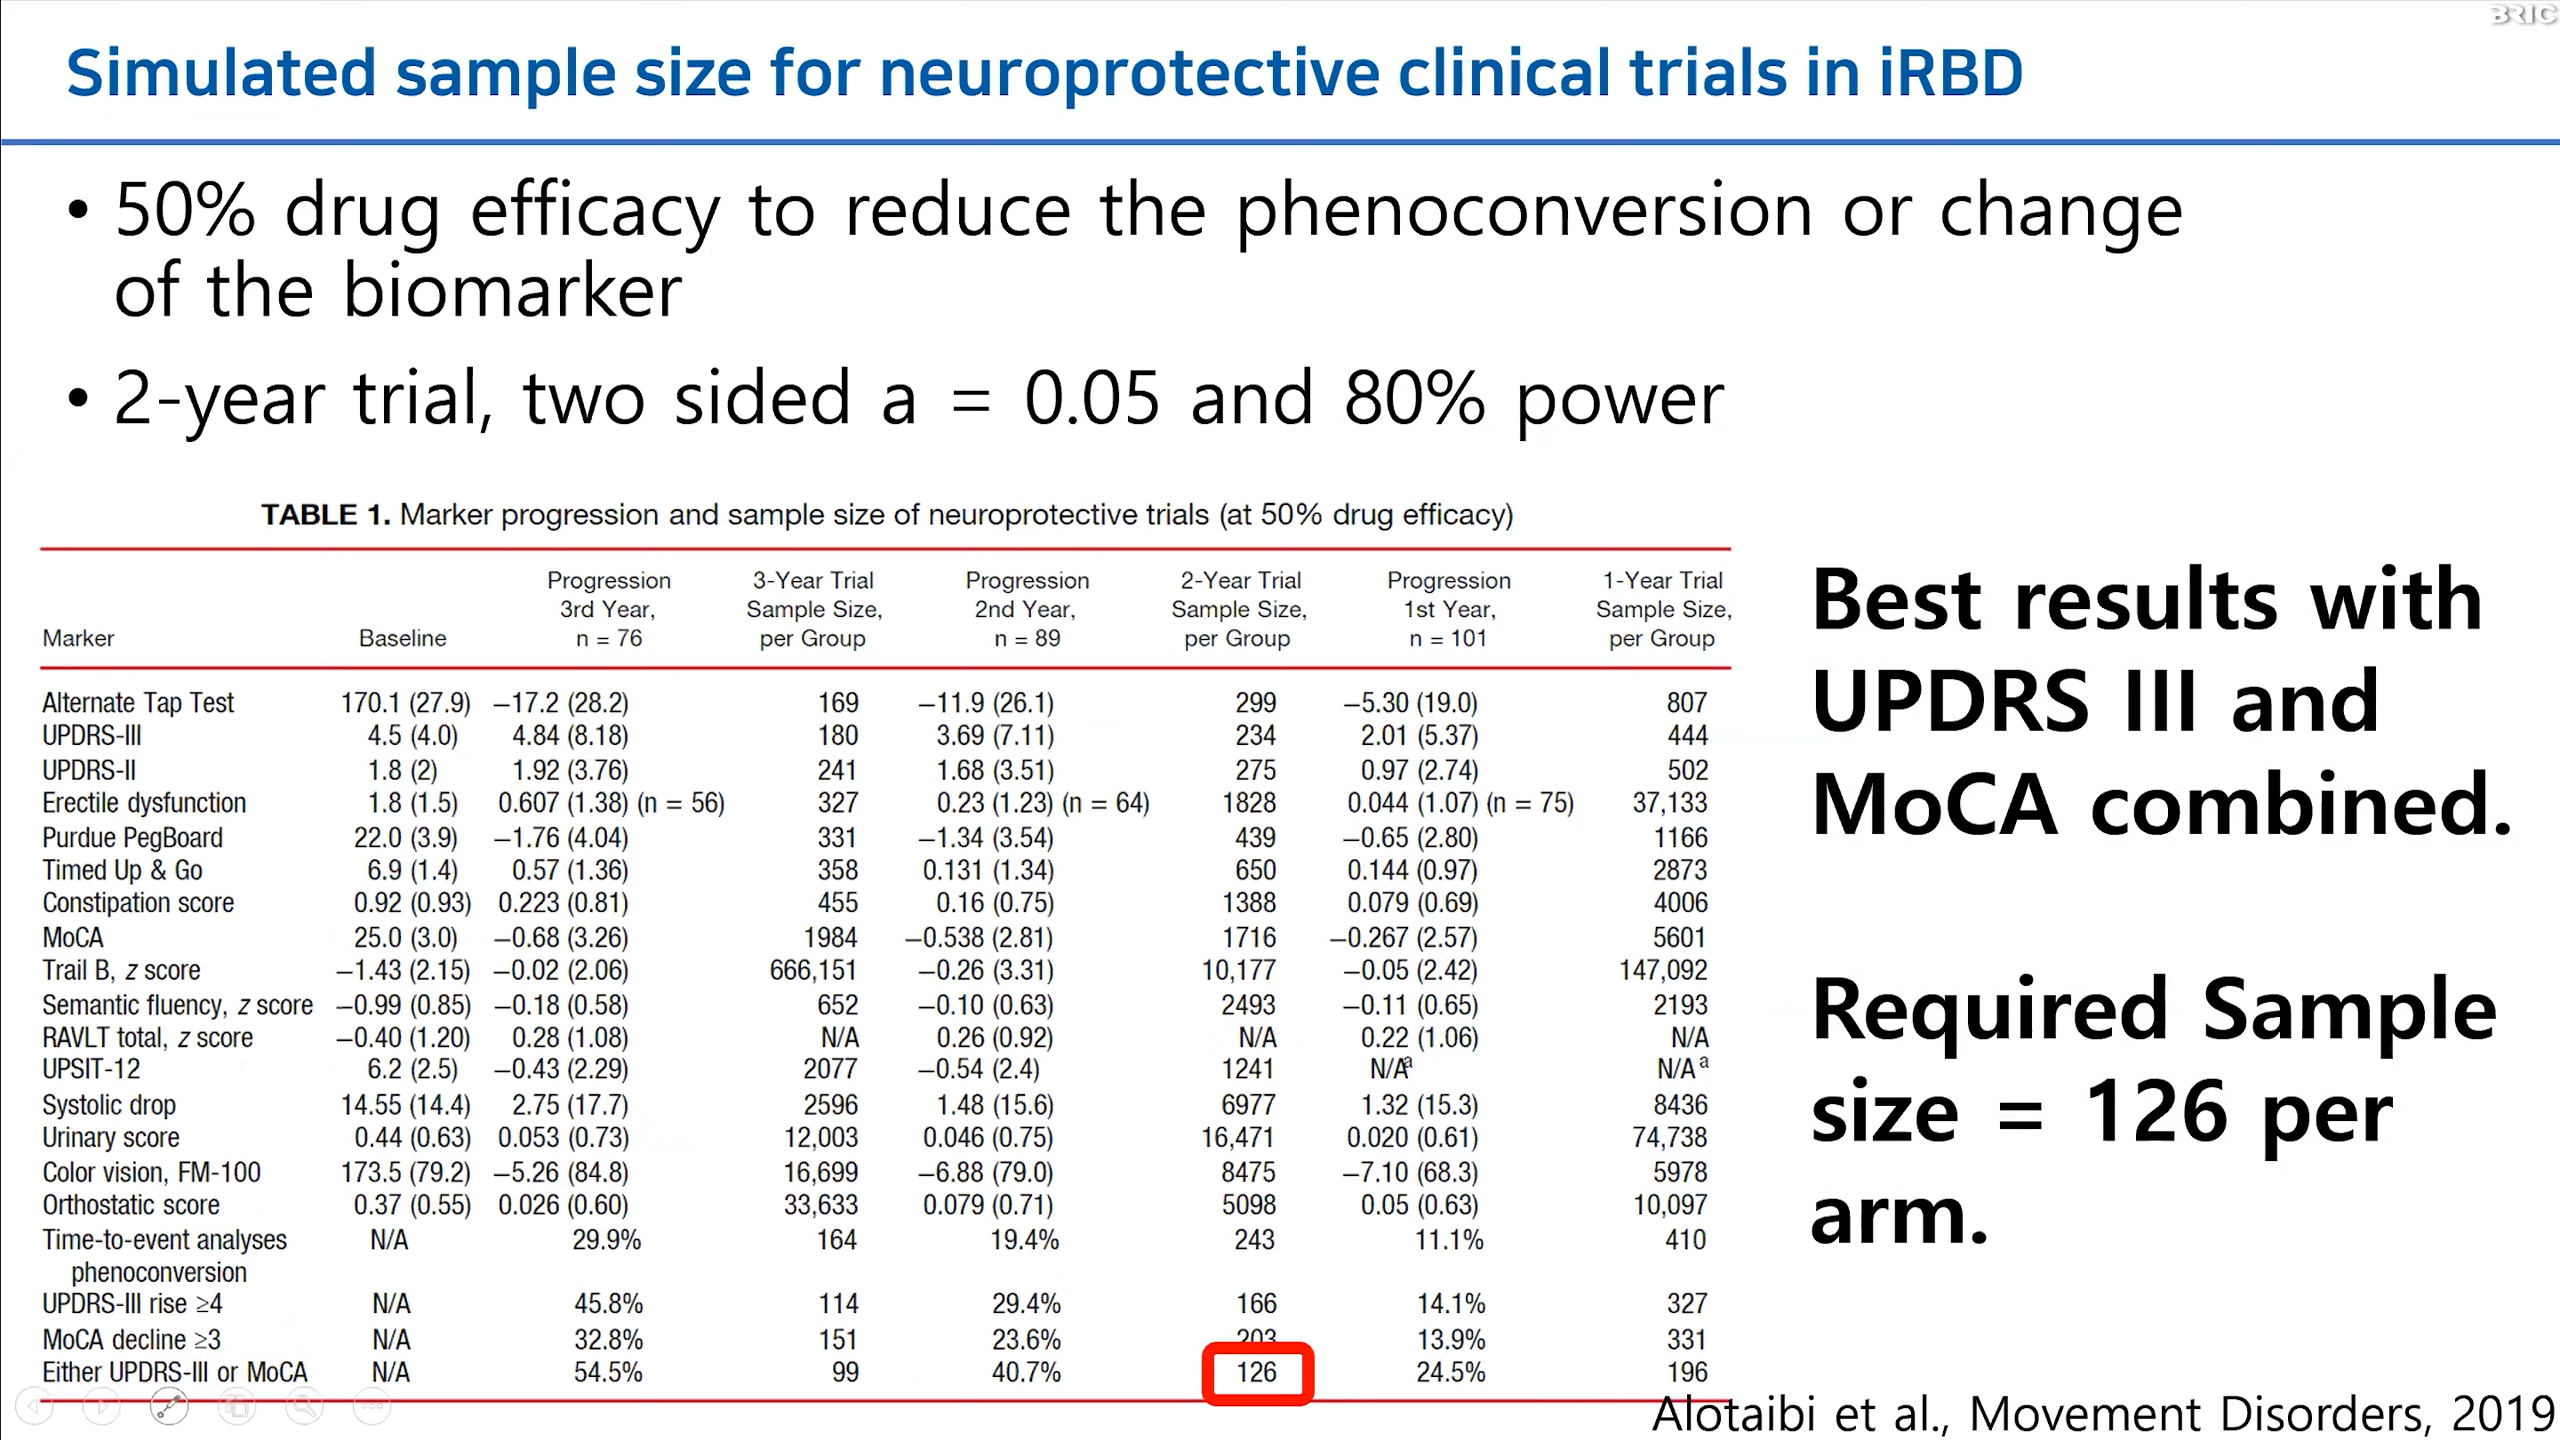 BRIC
Simulated sample size for neuroprotective clinical trials in iRBD
• 50% drug efficacy to reduce the phenoconversion or change
of the biomarker
• 2-year trial, two sided a = 0.05 and 80% power
TABLE 1. Marker progression and sample size of neuroprotective trials (at 50% drug efficacy)
Marker Baseline Progression 3rd Year, n = 76 3-Year Trial Sample Size, per Group Progression 2nd Year, n = 89 2-Year Trial Sample Size, per Group Progression 1st Year, n = 101 1-Year Trial Sample Size, per Group
Alternate Tap Test 170.1 (27.9) −17.2 (28.2) 169 −11.9 (26.1) 299 −5.30 (19.0) 807
UPDRS-III 4.5 (4.0) 4.84 (8.18) 180 3.69 (7.11) 234 2.01 (5.37) 444
UPDRS-II 1.8 (2) 1.92 (3.76) 241 1.68 (3.51) 275 0.97 (2.74) 502
Erectile dysfunction 1.8 (1.5) 0.607 (1.38) (n = 56) 327 0.23 (1.23) (n = 64) 1828 0.044 (1.07) (n = 75) 37,133
Purdue PegBoard 22.0 (3.9) −1.76 (4.04) 331 −1.34 (3.54) 439 −0.65 (2.80) 1166
Timed Up & Go 6.9 (1.4) 0.57 (1.36) 358 0.131 (1.34) 650 0.144 (0.97) 2873
Constipation score 0.92 (0.93) 0.223 (0.81) 455 0.16 (0.75) 1388 0.079 (0.69) 4006
MoCA 25.0 (3.0) −0.68 (3.26) 1984 −0.538 (2.81) 1716 −0.267 (2.57) 5601
Trail B, z score −1.43 (2.15) −0.02 (2.06) 666,151 −0.26 (3.31) 10,177 −0.05 (2.42) 147,092
Semantic fluency, z score −0.99 (0.85) −0.18 (0.58) 652 −0.10 (0.63) 2493 −0.11 (0.65) 2193
RAVLT total, z score −0.40 (1.20) 0.28 (1.08) N/A 0.26 (0.92) N/A 0.22 (1.06) N/A
UPSIT-12 6.2 (2.5) −0.43 (2.29) 2077 −0.54 (2.4) 1241 N/Aᵃ N/Aᵃ
Systolic drop 14.55 (14.4) 2.75 (17.7) 2596 1.48 (15.6) 6977 1.32 (15.3) 8436
Urinary score 0.44 (0.63) 0.053 (0.73) 12,003 0.046 (0.75) 16,471 0.020 (0.61) 74,738
Color vision, FM-100 173.5 (79.2) −5.26 (84.8) 16,699 −6.88 (79.0) 8475 −7.10 (68.3) 5978
Orthostatic score 0.37 (0.55) 0.026 (0.60) 33,633 0.079 (0.71) 5098 0.05 (0.63) 10,097
Time-to-event analyses N/A 29.9% 164 19.4% 243 11.1% 410
phenoconversion
UPDRS-III rise ≥4 N/A 45.8% 114 29.4% 166 14.1% 327
MoCA decline ≥3 N/A 32.8% 151 23.6% 203 13.9% 331
Either UPDRS-III or MoCA N/A 54.5% 99 40.7% 126 24.5% 196
Best results with
UPDRS III and
MoCA combined.
Required Sample
size = 126 per
arm.
Alotaibi et al., Movement Disorders, 2019